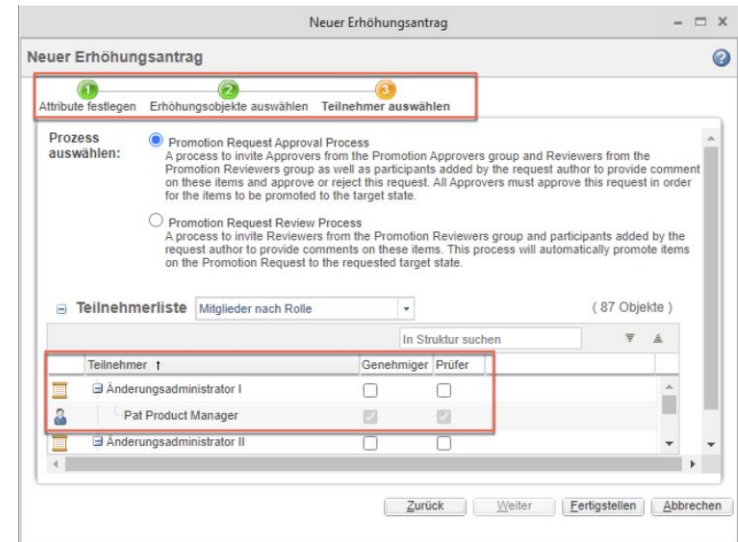 Neuer Erhöhungsantrag
Neuer Erhöhungsantrag
1 2 3
Attribute festlegen Erhöhungsobjekte auswählen Teilnehmer auswählen
Prozess auswählen:
Promotion Request Approval Process
A process to invite Approvers from the Promotion Approvers group and Reviewers from the
Promotion Reviewers group as well as participants added by the request author to provide comment
on these items and approve or reject this request. All Approvers must approve this request in order
for the items to be promoted to the target state.
Promotion Request Review Process
A process to invite Reviewers from the Promotion Reviewers group and participants added by the
request author to provide comments on these items. This process will automatically promote items
on the Promotion Request to the requested target state.
Teilnehmerliste Mitglieder nach Rolle ( 87 Objekte )
In Struktur suchen
Teilnehmer ↑ Genehmiger Prüfer
Änderungsadministrator I
Pat Product Manager
Änderungsadministrator II
Zurück Weiter Fertigstellen Abbrechen